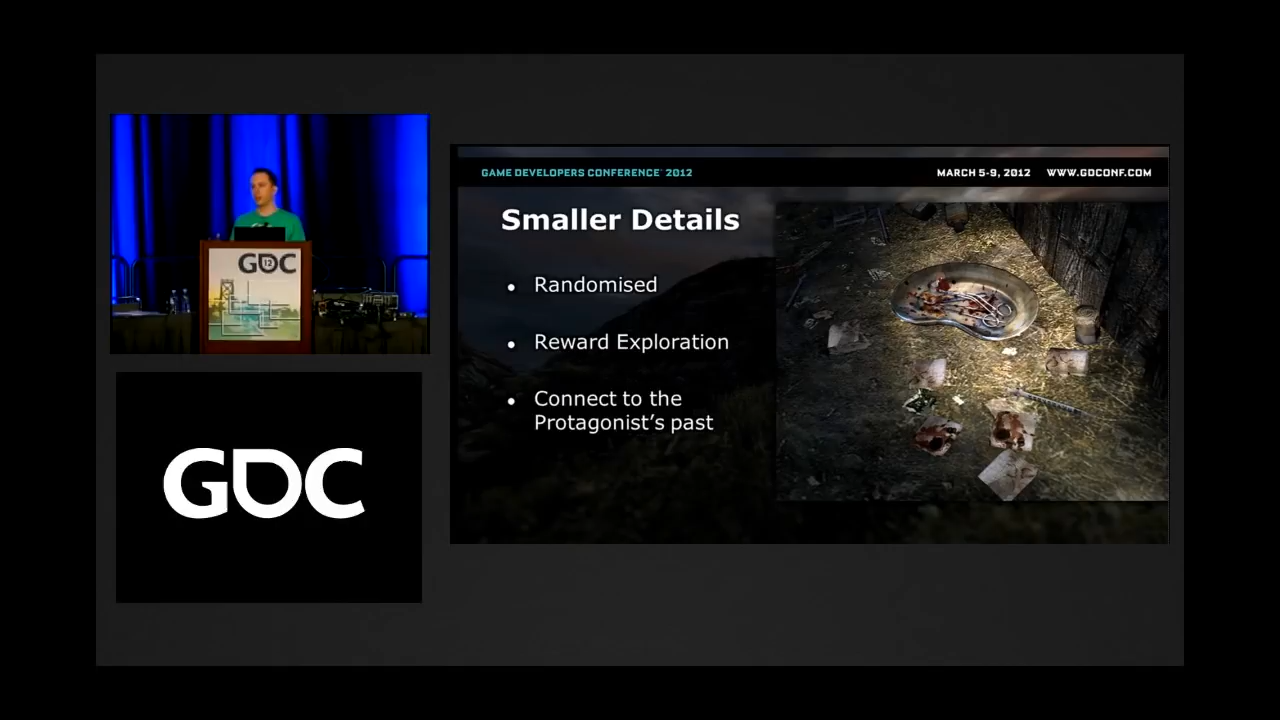 GDC
12
GDC
GAME DEVELOPERS CONFERENCE 2012
MARCH 5-9, 2012 WWW.GDCONF.COM
Smaller Details
• Randomised
• Reward Exploration
• Connect to the
Protagonist’s past